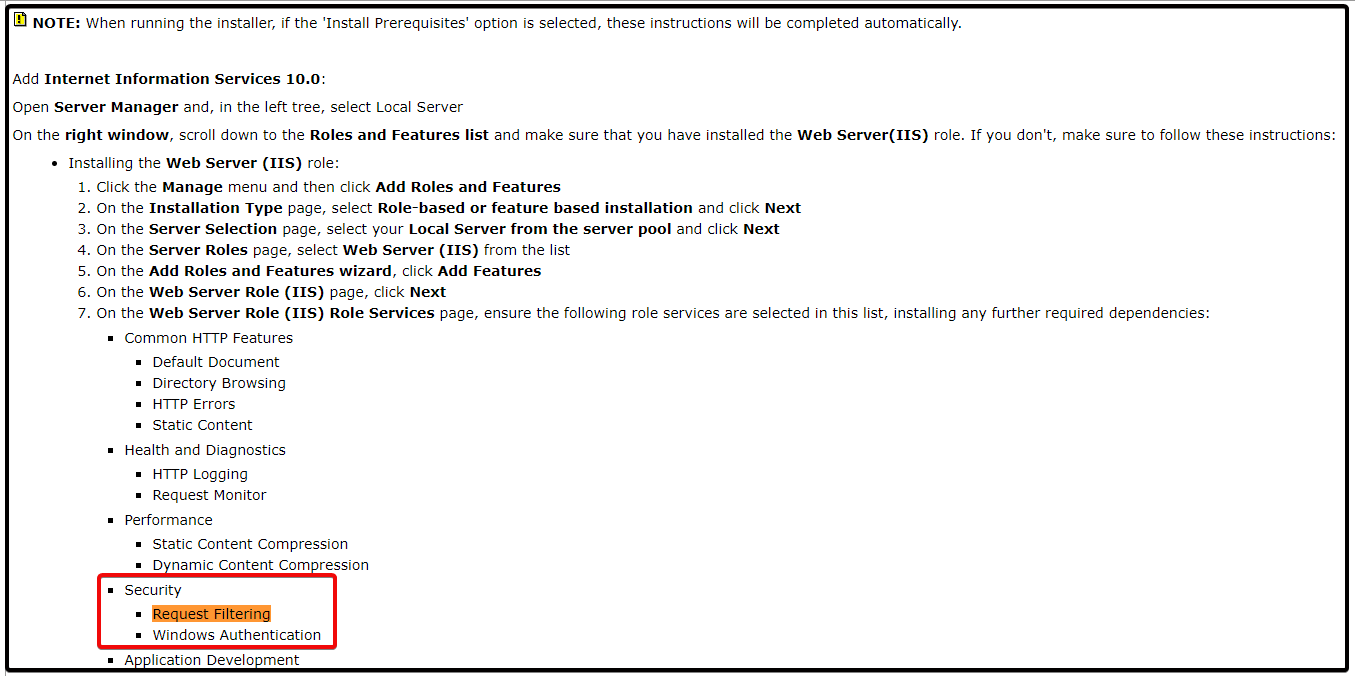 NOTE: When running the installer, if the 'Install Prerequisites' option is selected, these instructions will be completed automatically.
Add Internet Information Services 10.0:
Open Server Manager and, in the left tree, select Local Server
On the right window, scroll down to the Roles and Features list and make sure that you have installed the Web Server(IIS) role. If you don't, make sure to follow these instructions:
• Installing the Web Server (IIS) role:
1. Click the Manage menu and then click Add Roles and Features
2. On the Installation Type page, select Role-based or feature based installation and click Next
3. On the Server Selection page, select your Local Server from the server pool and click Next
4. On the Server Roles page, select Web Server (IIS) from the list
5. On the Add Roles and Features wizard, click Add Features
6. On the Web Server Role (IIS) page, click Next
7. On the Web Server Role (IIS) Role Services page, ensure the following role services are selected in this list, installing any further required dependencies:
▪ Common HTTP Features
▪ Default Document
▪ Directory Browsing
▪ HTTP Errors
▪ Static Content
▪ Health and Diagnostics
▪ HTTP Logging
▪ Request Monitor
▪ Performance
▪ Static Content Compression
▪ Dynamic Content Compression
▪ Security
▪ Request Filtering
▪ Windows Authentication
▪ Application Development